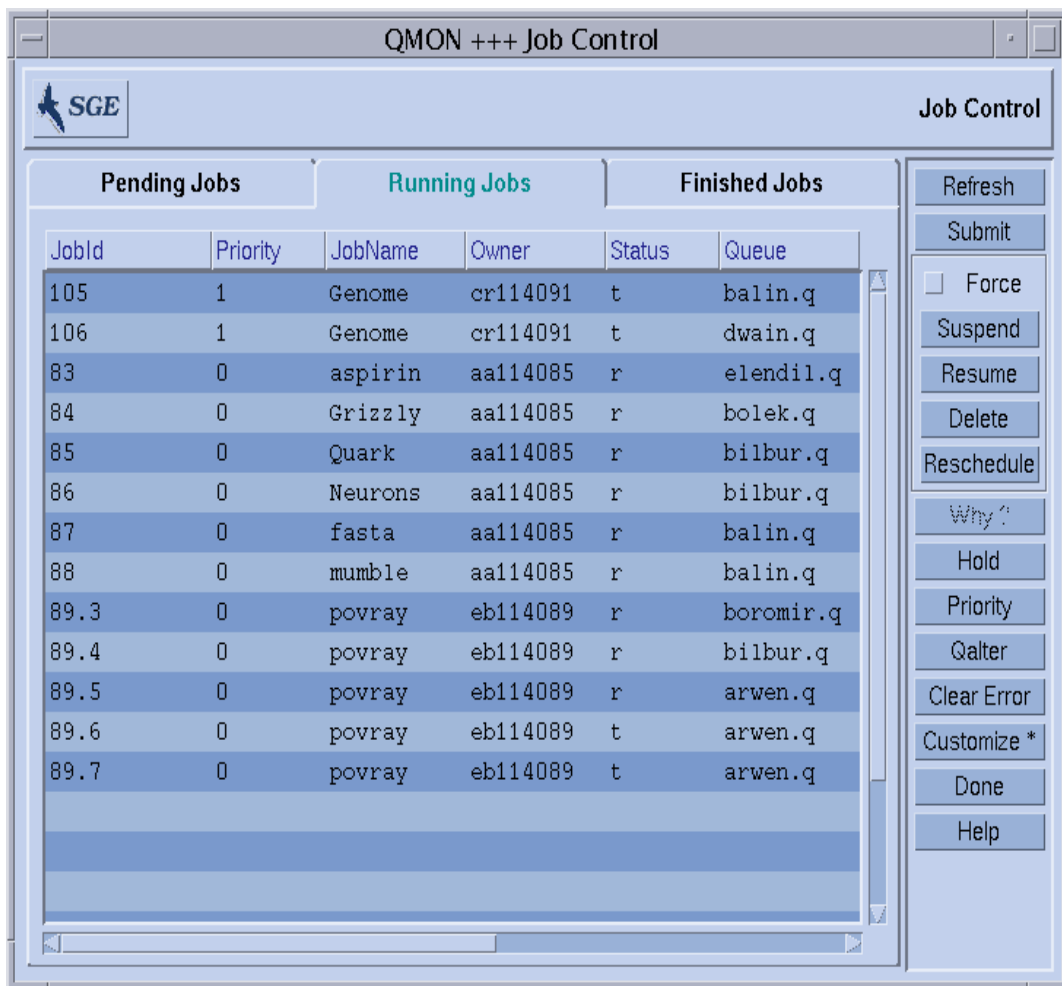 QMON +++ Job Control
SGE
Job Control
Pending Jobs Running Jobs Finished Jobs
JobId Priority JobName Owner Status Queue
105 1 Genome cr114091 t balin.q
106 1 Genome cr114091 t dwain.q
83 0 aspirin aa114085 r elendil.q
84 0 Grizzly aa114085 r bolek.q
85 0 Quark aa114085 r bilbur.q
86 0 Neurons aa114085 r bilbur.q
87 0 fasta aa114085 r balin.q
88 0 mumble aa114085 r balin.q
89.3 0 povray eb114089 r boromir.q
89.4 0 povray eb114089 r bilbur.q
89.5 0 povray eb114089 r arwen.q
89.6 0 povray eb114089 t arwen.q
89.7 0 povray eb114089 t arwen.q
Refresh
Submit
Force
Suspend
Resume
Delete
Reschedule
Why ?
Hold
Priority
Qalter
Clear Error
Customize *
Done
Help